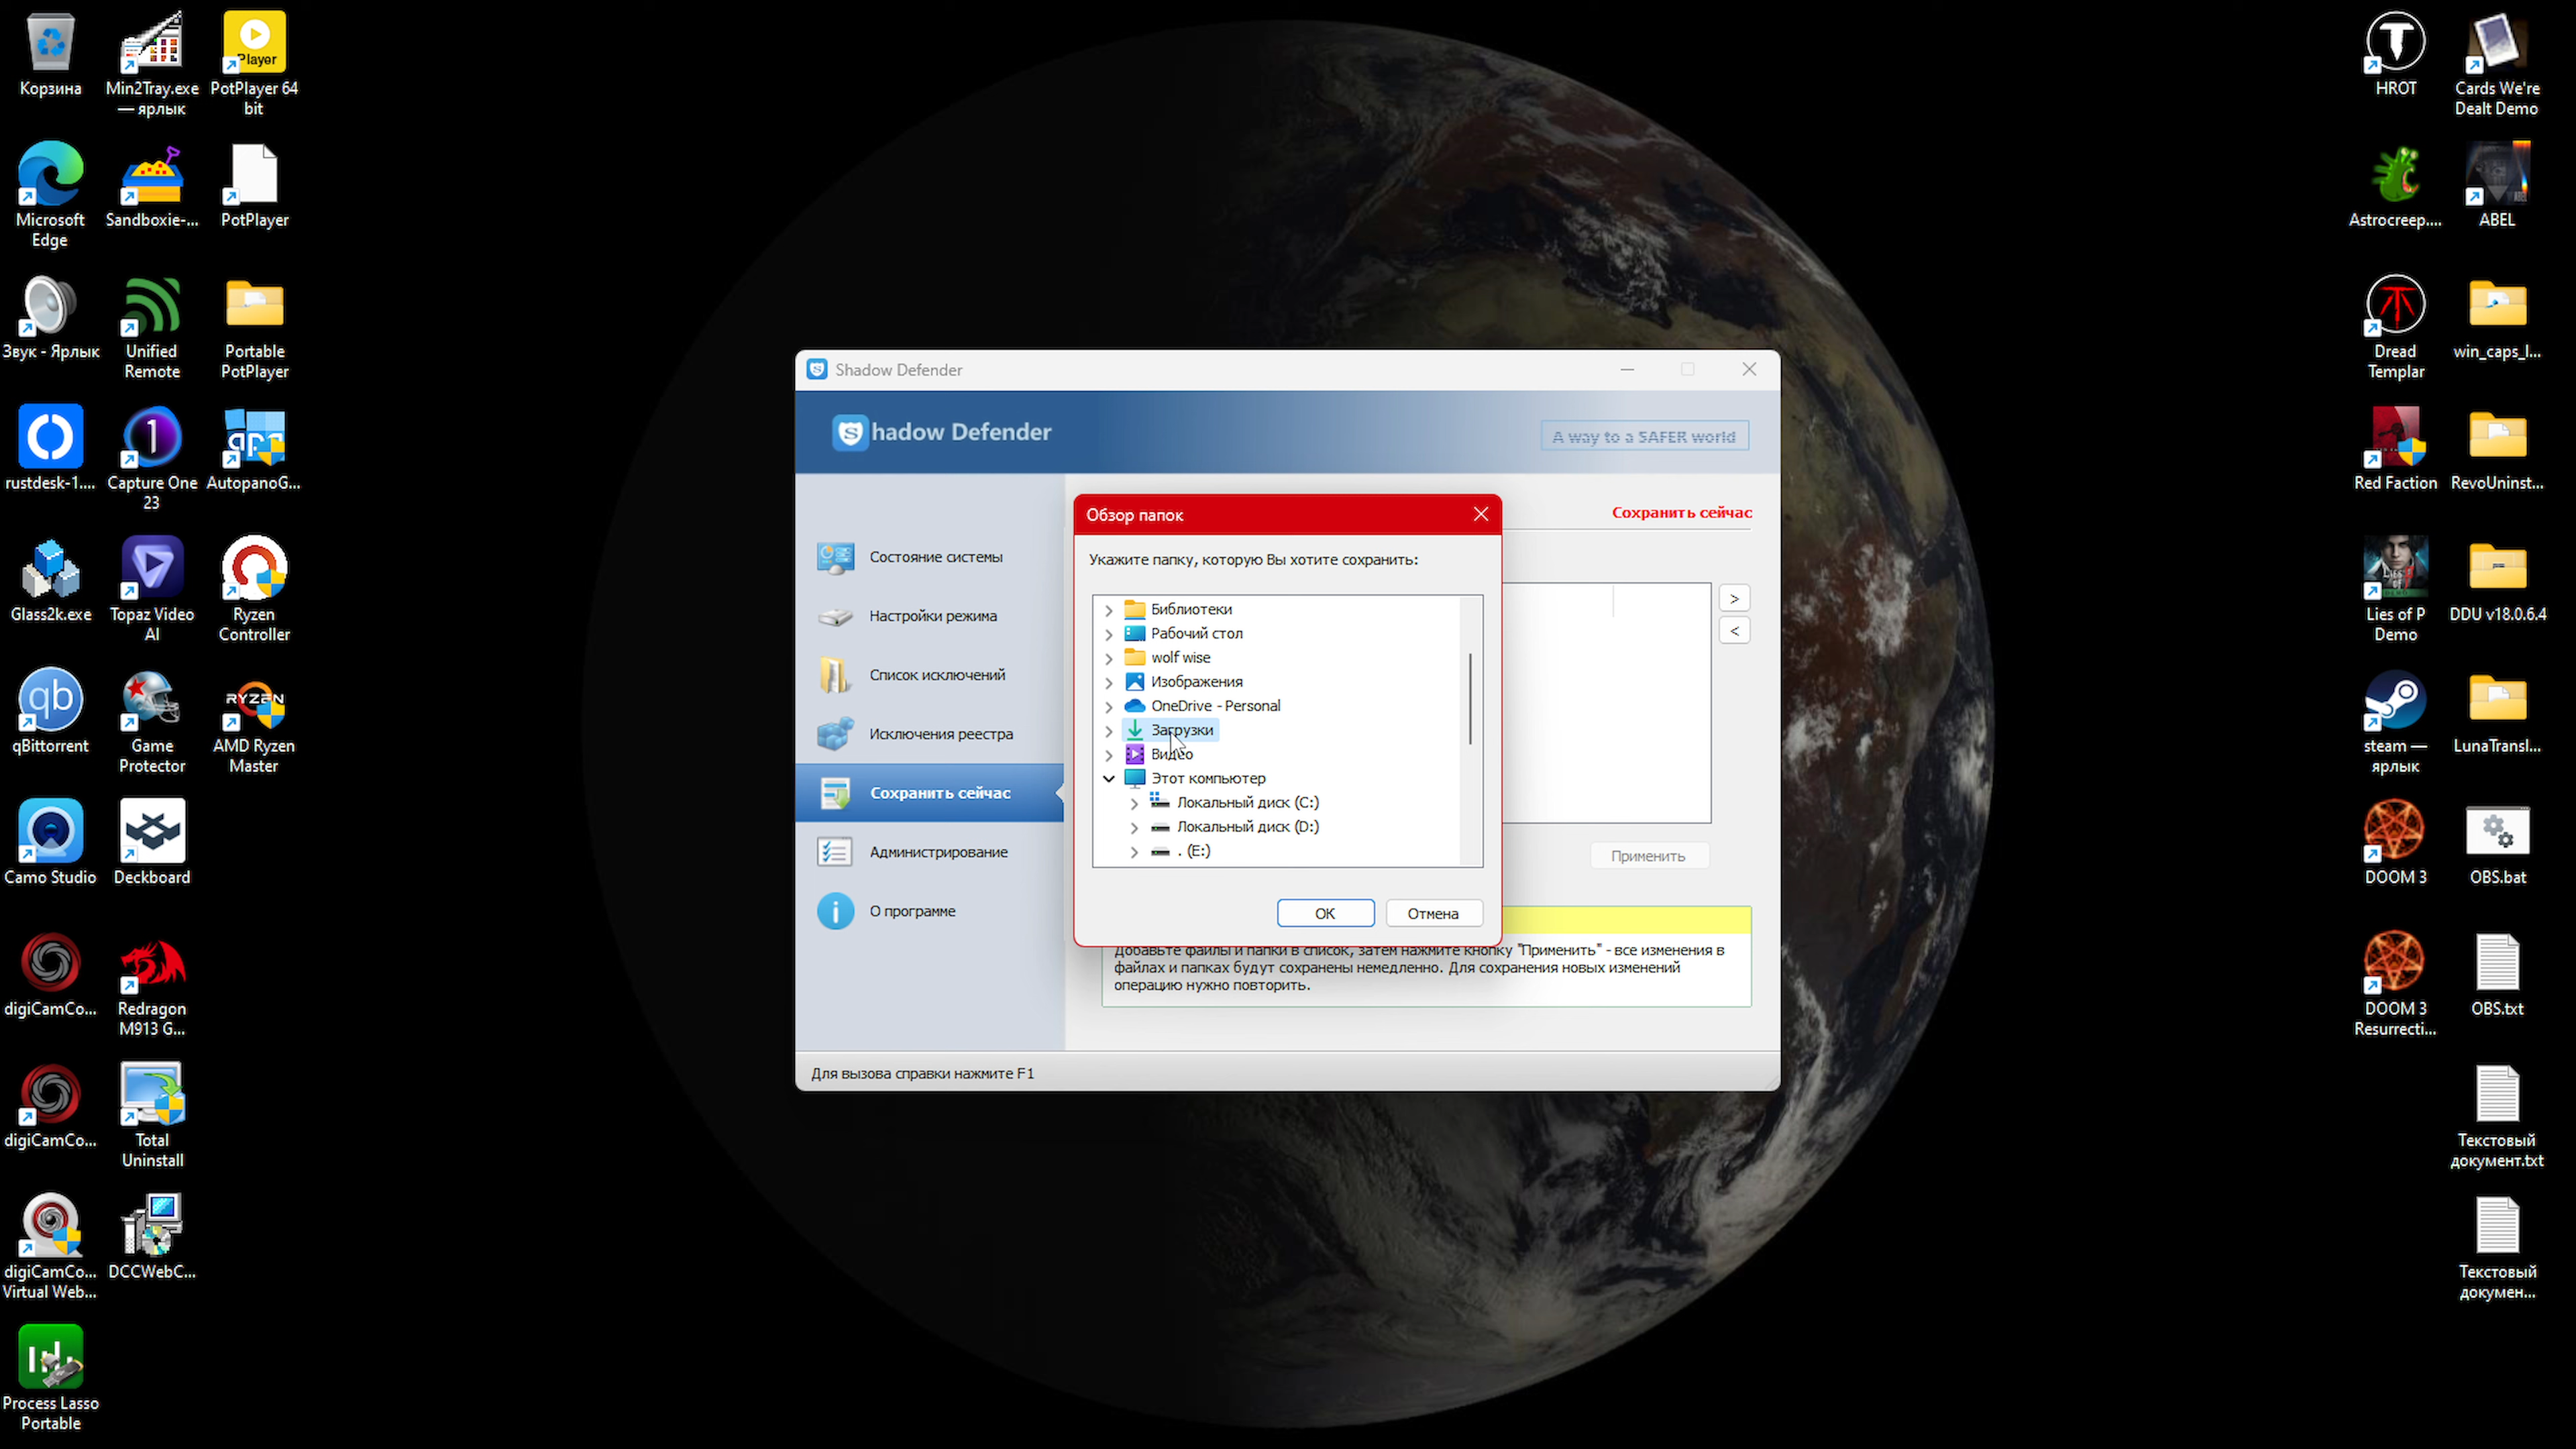 Корзина
Min2Tray.exe
— ярлык
Player
PotPlayer 64
bit
Microsoft
Edge
Sandboxie-...
PotPlayer
Звук - Ярлык
Unified
Remote
Portable
PotPlayer
rustdesk-1....
Capture One
23
AutopanoG...
Glass2k.exe
Topaz Video
AI
Ryzen
Controller
qb
qBittorrent
Game
Protector
RYZEN
AMD Ryzen
Master
Camo Studio
Deckboard
digiCamCo...
Redragon
M913 G...
digiCamCo...
Total
Uninstall
digiCamCo...
Virtual Web...
DCCWebC...
Process Lasso
Portable
Shadow Defender
Shadow Defender
A way to a SAFER world
Состояние системы
Настройки режима
Список исключений
Исключения реестра
Сохранить сейчас
Администрирование
О программе
Сохранить сейчас
>
<
Применить
Обзор папок
Укажите папку, которую Вы хотите сохранить:
Библиотеки
Рабочий стол
wolf wise
Изображения
OneDrive - Personal
Загрузки
Видео
Этот компьютер
Локальный диск (C:)
Локальный диск (D:)
. (E:)
OK
Отмена
Добавьте файлы и папки в список, затем нажмите кнопку "Применить" - все изменения в
файлах и папках будут сохранены немедленно. Для сохранения новых изменений
операцию нужно повторить.
Для вызова справки нажмите F1
HROT
Cards We're
Dealt Demo
Astrocreep....
ABEL
Dread
Templar
win_caps_l...
Red Faction
RevoUninst...
Lies of P
Demo
DDU v18.0.6.4
steam —
ярлык
LunaTransl...
DOOM 3
OBS.bat
DOOM 3
Resurrecti...
OBS.txt
Текстовый
документ.txt
Текстовый
докумен...